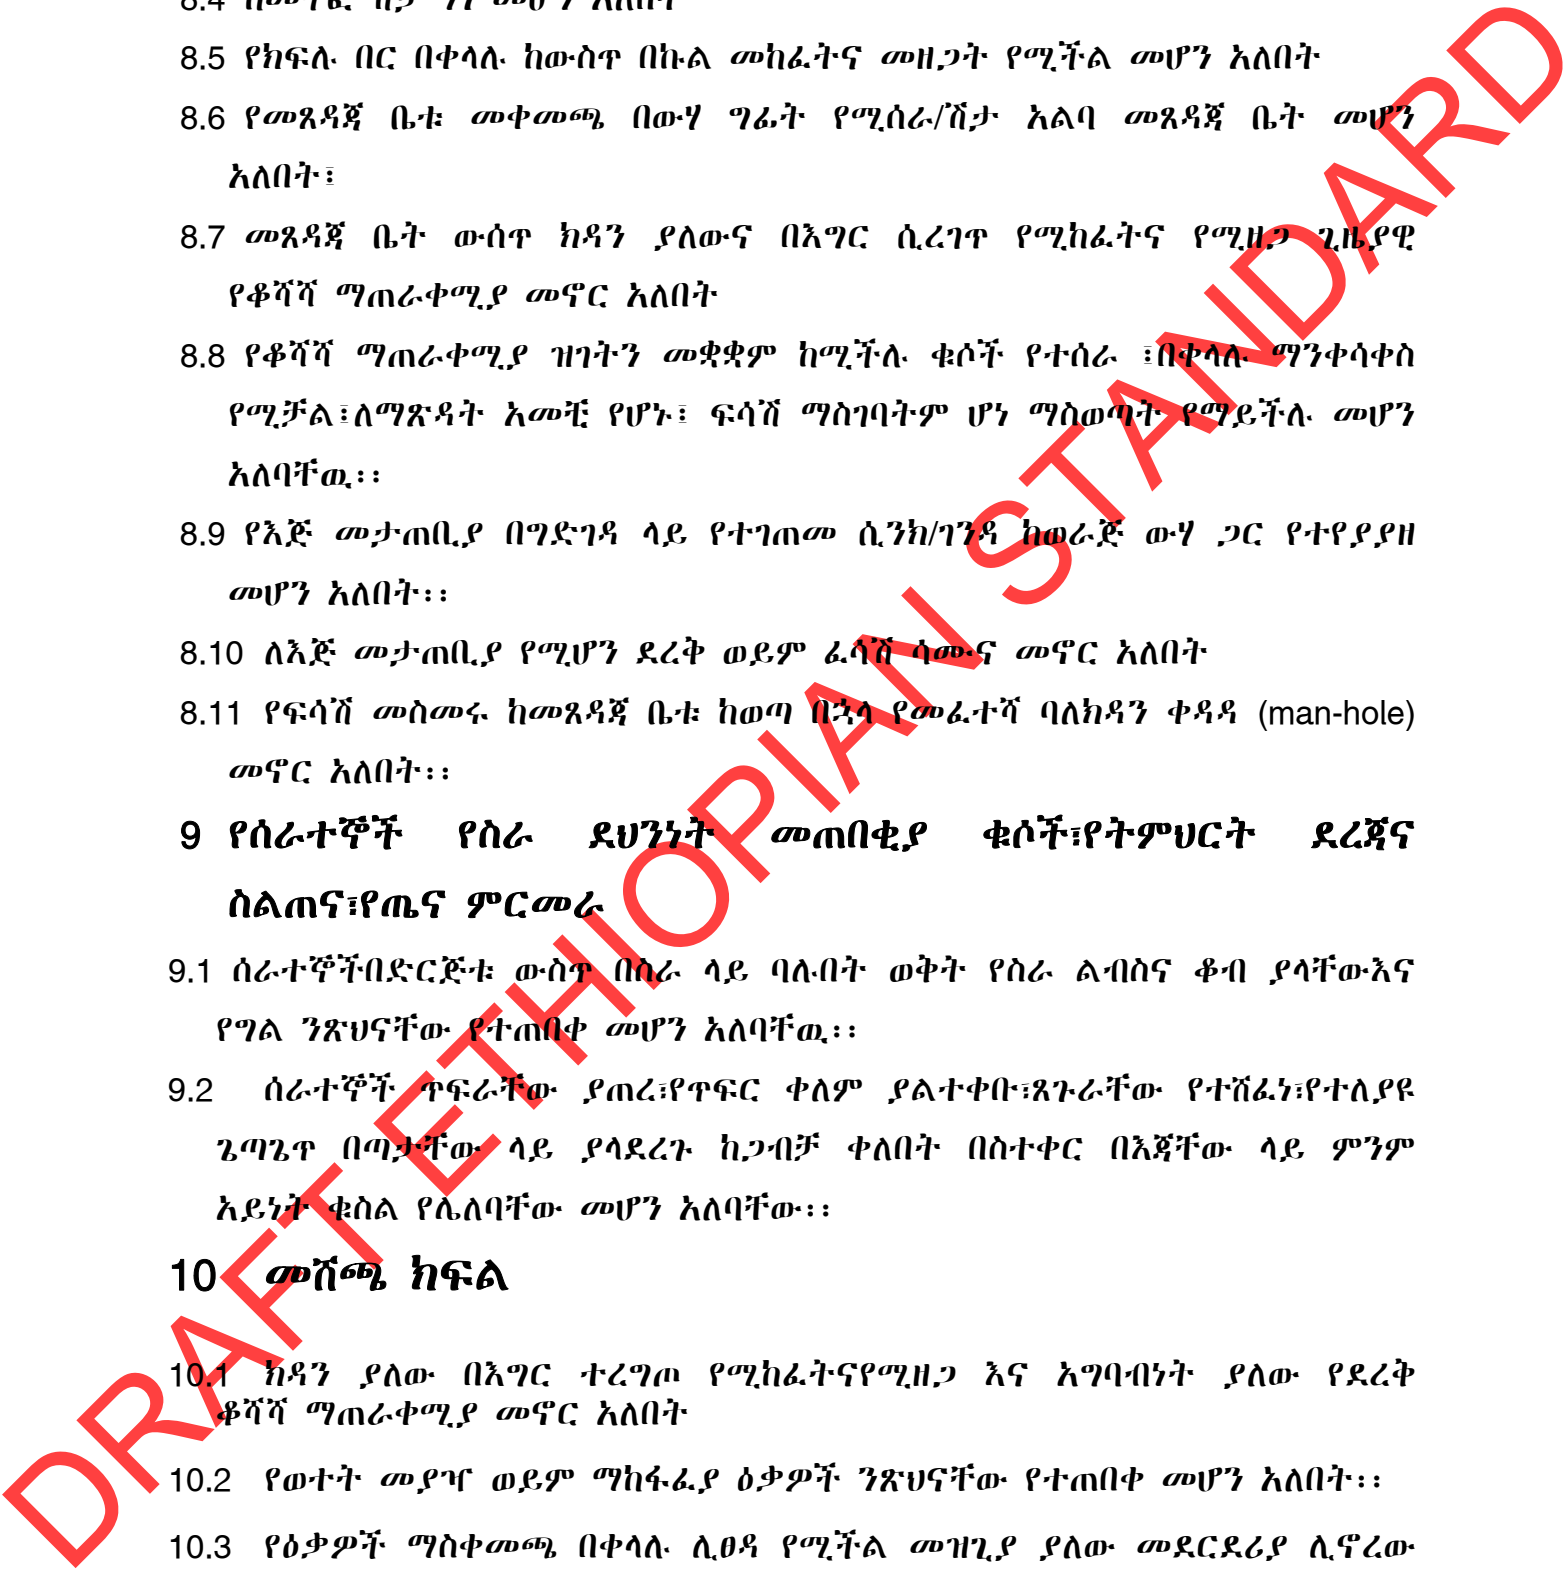 8.4
8.5 የክፍሉ በር በቀላሉ ከውስጥ በኩል መከፈትና መዘጋት የሚችል መሆን አለበት
8.6 የመጸዳጃ ቤቱ መቀመጫ በውሃ ግፊት የሚሰራ/ሽታ አልባ መጸዳጃ ቤት መሆን
አለበት፤
8.7 መጸዳጃ ቤት ውሰጥ ክዳን ያለውና በእግር ሲረገጥ የሚከፈትና የሚዘጋ ጊዜያዊ
የቆሻሻ ማጠራቀሚያ መኖር አለበት
8.8 የቆሻሻ ማጠራቀሚያ ዝገትን መቋቋም ከሚችሉ ቁሶች የተሰራ ፤በቀላሉ ማንቀሳቀስ
የሚቻል፤ለማጽዳት አመቺ የሆኑ፤ ፍሳሽ ማስገባትም ሆነ ማስወጣት የማይችሉ መሆን
አለባቸዉ፡፡
8.9 የእጅ መታጠቢያ በግድገዳ ላይ የተገጠመ ሲንክ/ገንዳ ከወራጅ ውሃ ጋር የተየያያዘ
መሆን አለበት፡፡
8.10 ለእጅ መታጠቢያ የሚሆን ደረቅ ወይም ፈሳሽ ሳሙና መኖር አለበት
8.11 የፍሳሽ መስመሩ ከመጸዳጃ ቤቱ ከወጣ በኋላ የመፈተሻ ባለክዳን ቀዳዳ (man-hole)
መኖር አለበት፡፡
9 የሰራተኞች የስራ ደህንነት መጠበቂያ ቁሶች፣የትምህርት ደረጃና
ስልጠና፣የጤና ምርመራ
9.1 ሰራተኞችበድርጅቱ ውስጥ በስራ ላይ ባሉበት ወቅት የስራ ልብስና ቆብ ያላቸውእና
የግል ንጽህናቸው የተጠበቀ መሆን አለባቸዉ፡፡
9.2 ሰራተኞች ጥፍራቸው ያጠረ፣የጥፍር ቀለም ያልተቀቡ፣ጸጉራቸው የተሸፈነ፣የተለያዩ
ጌጣጌጥ በጣታቸው ላይ ያላደረጉ ከጋብቻ ቀለበት በስተቀር በእጃቸው ላይ ምንም
አይነት ቁስል የሌለባቸው መሆን አለባቸው፡፡
10 መሸጫ ክፍል
10.1 ክዳን ያለው በእግር ተረግጦ የሚከፈትናየሚዘጋ እና አግባብነት ያለው የደረቅ
ቆሻሻ ማጠራቀሚያ መኖር አለበት
10.2 የወተት መያዣ ወይም ማከፋፈያ ዕቃዎች ንጽህናቸው የተጠበቀ መሆን አለበት፡፡
10.3 የዕቃዎች ማስቀመጫ በቀላሉ ሊፀዳ የሚችል መዝጊያ ያለው መደርደሪያ ሊኖረው
DRAFT ETHIOPIAN STANDARD